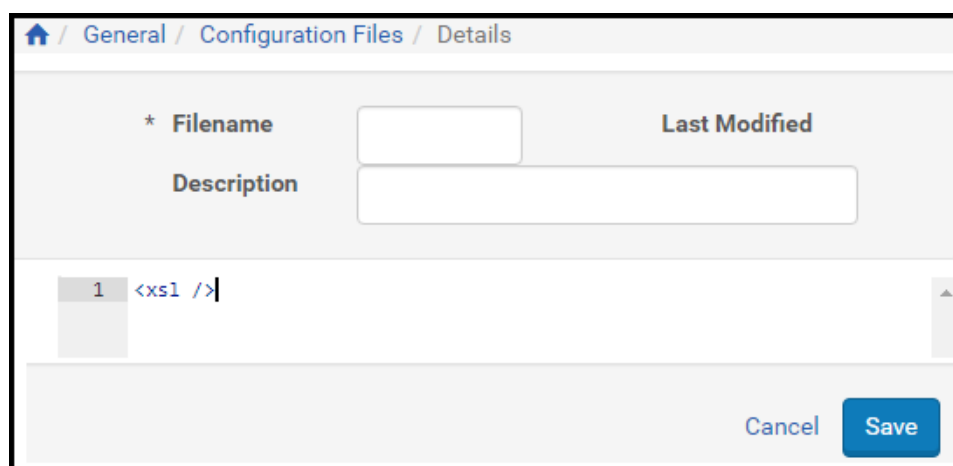 / General / Configuration Files / Details
* Filename Last Modified
Description
1 <xsl />
Cancel Save